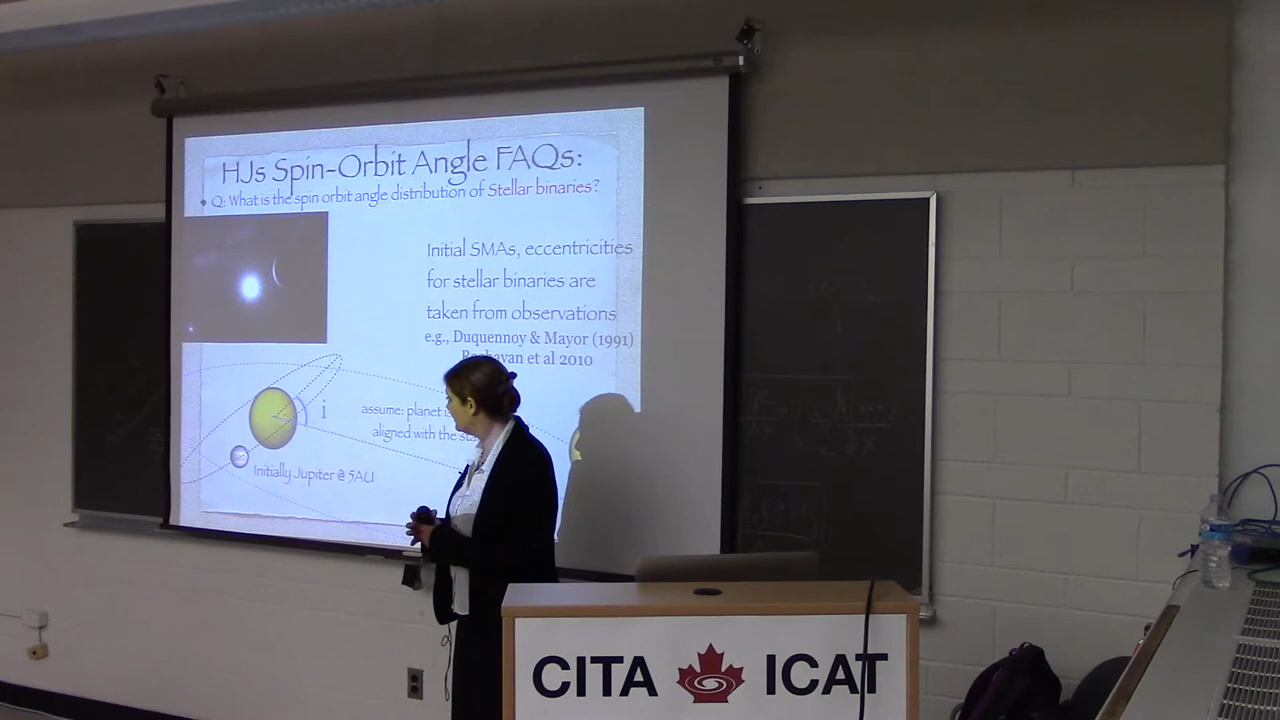 HJs Spin-Orbit Angle FAQs:
Q: What is the spin orbit angle distribution of Stellar binaries?
Initial SMAs, eccentricities
for stellar binaries are
taken from observations
e.g., Duquennoy & Mayor (1991)
et al 2010
i
assume: planet
aligned with the
Initially Jupiter @ 5AU
CITA ICAT